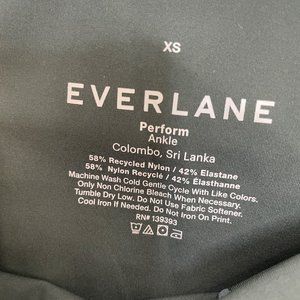 XS
EVERLANE
Perform
Ankle
Colombo, Sri Lanka
58% Recycled Nylon / 42% Elastane
58% Nylon Recyclé / 42% Élasthanne
Machine Wash Cold Gentle Cycle With Like Colors.
Only Non Chlorine Bleach When Necessary.
Tumble Dry Low. Do Not Use Fabric Softener.
Cool Iron If Needed. Do Not Iron on Print.
RN# 139393